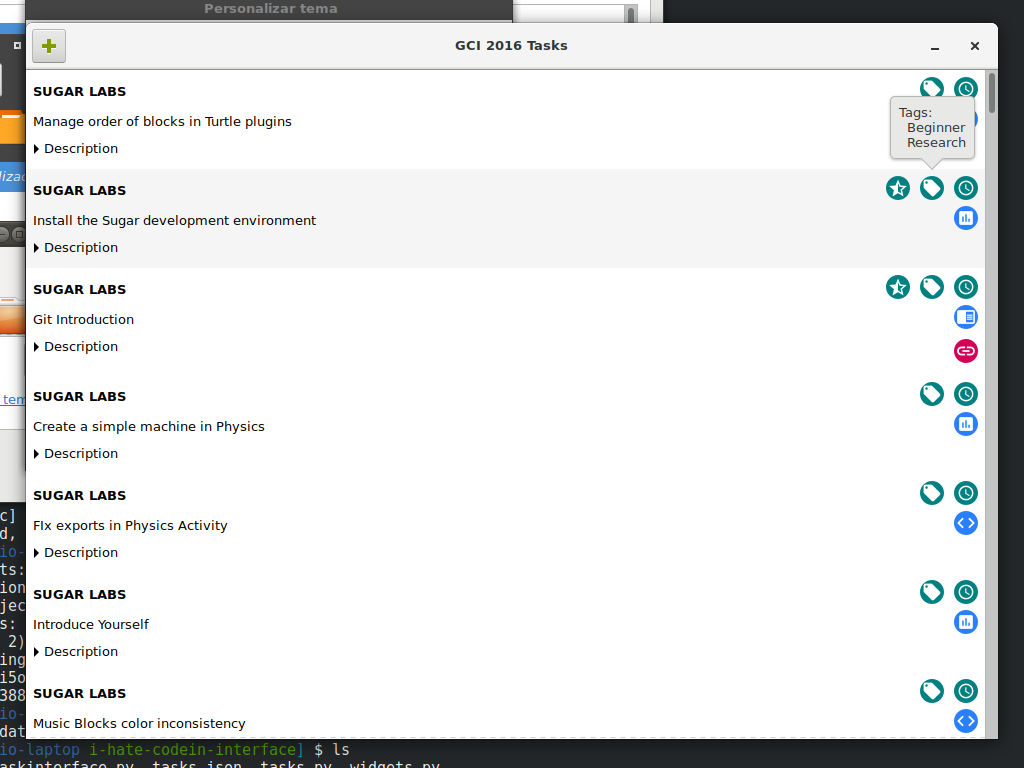 Personalizar tema
GCI 2016 Tasks
SUGAR LABS
Manage order of blocks in Turtle plugins
Description
Tags:
Beginner
Research
SUGAR LABS
Install the Sugar development environment
Description
SUGAR LABS
Git Introduction
Description
SUGAR LABS
Create a simple machine in Physics
Description
SUGAR LABS
FIx exports in Physics Activity
Description
SUGAR LABS
Introduce Yourself
Description
SUGAR LABS
Music Blocks color inconsistency
lizac
tem
c]
d,
io-
ts:
ion
jec
s:
2)
ing
i5o
388
io-
dat
io-laptop i-hate-codein-interface] $ ls
askinterface.py tasks.json tasks.py widgets.py